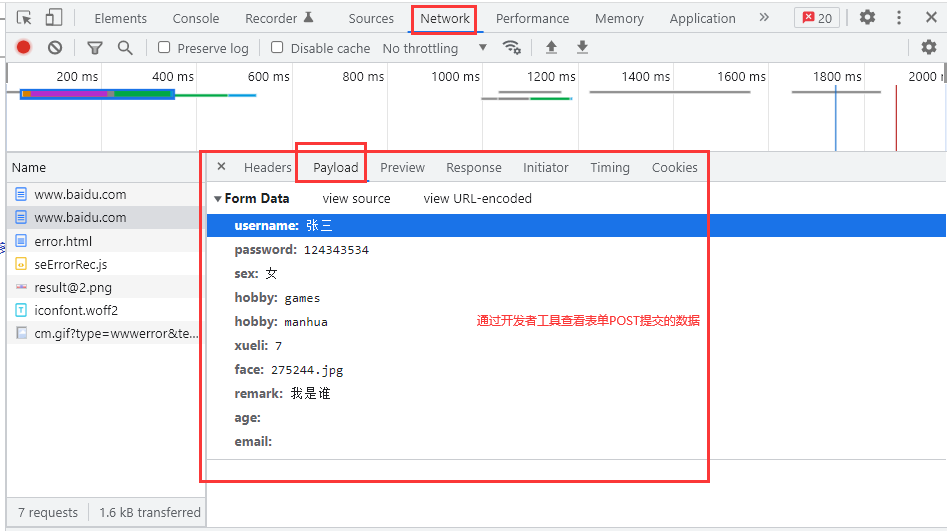 Elements Console Recorder Sources Network Performance Memory Application » 20
Preserve log Disable cache No throttling
200 ms 400 ms 600 ms 800 ms 1000 ms 1200 ms 1400 ms 1600 ms 1800 ms 2000 m
Name
www.baidu.com
www.baidu.com
error.html
seErrorRec.js
result@2.png
iconfont.woff2
cm.gif?type=wwwerror&te...
7 requests 1.6 kB transferred
× Headers Payload Preview Response Initiator Timing Cookies
Form Data view source view URL-encoded
username: 张三
password: 124343534
sex: 女
hobby: games
hobby: manhua
xueli: 7
face: 275244.jpg
remark: 我是谁
age:
email:
通过开发者工具查看表单POST提交的数据